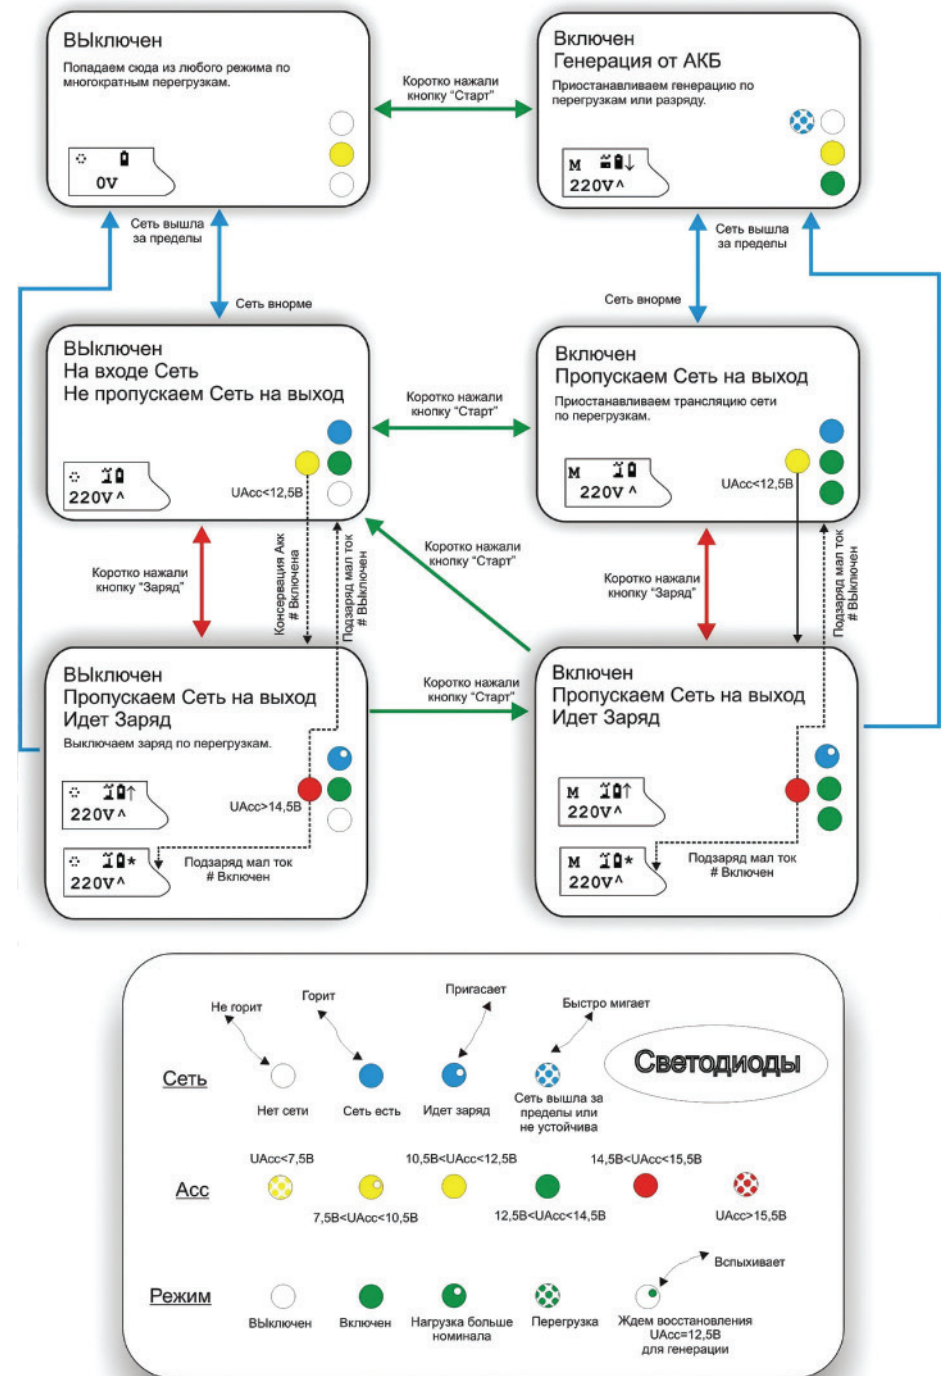 ВЫключен
Попадаем сюда из любого режима по
многократным перегрузкам.
0V
Коротко нажали
кнопку "Старт"
Включен
Генерация от АКБ
Приостанавливаем генерацию по
перегрузкам или разряду.
M
220V^
Сеть вышла
за пределы
Сеть внорме
Сеть вышла
за пределы
Сеть внорме
ВЫключен
На входе Сеть
Не пропускаем Сеть на выход
220V ^
UAcc<12,5В
Коротко нажали
кнопку "Старт"
Включен
Пропускаем Сеть на выход
Приостанавливаем трансляцию сети
по перегрузкам.
M
220V ^
UAcc<12,5В
Коротко нажали
кнопку "Заряд"
Консервация Акк
# Включена
Подзаряд мал ток
# ВЫключен
Коротко нажали
кнопку "Старт"
Коротко нажали
кнопку "Заряд"
Подзаряд мал ток
# ВЫключен
ВЫключен
Пропускаем Сеть на выход
Идет Заряд
Выключаем заряд по перегрузкам.
↑
220V ^
UAcc>14,5В
*
220V ^
Подзаряд мал ток
# Включен
Коротко нажали
кнопку "Старт"
Включен
Пропускаем Сеть на выход
Идет Заряд
M ↑
220V ^
M *
220V ^
Подзаряд мал ток
# Включен
Светодиоды
Не горит
Горит
Пригасает
Быстро мигает
Сеть
Нет сети
Сеть есть
Идет заряд
Сеть вышла за
пределы или
не устойчива
Acc
UAcc<7,5В
7,5В<UAcc<10,5В
10,5В<UAcc<12,5В
12,5В<UAcc<14,5В
14,5В<UAcc<15,5В
UAcc>15,5В
Режим
Вспыхивает
ВЫключен
Включен
Нагрузка больше
номинала
Перегрузка
Ждем восстановления
UAcc=12,5В
для генерации